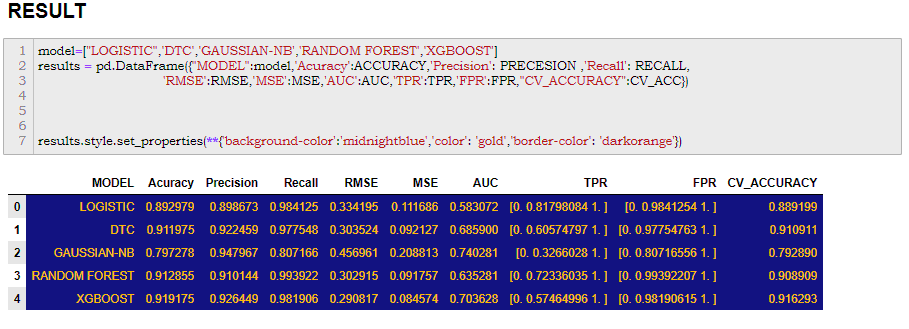 RESULT
1 model=["LOGISTIC",'DTC','GAUSSIAN-NB','RANDOM FOREST','XGBOOST']
2 results = pd.DataFrame({"MODEL":model,'Acuracy':ACCURACY,'Precision': PRECESION ,'Recall': RECALL,
3 'RMSE':RMSE,'MSE':MSE,'AUC':AUC,'TPR':TPR,'FPR':FPR,"CV_ACCURACY":CV_ACC})
4
5
6
7 results.style.set_properties(**{'background-color':'midnightblue','color': 'gold','border-color': 'darkorange'})
MODEL Acuracy Precision Recall RMSE MSE AUC TPR FPR CV_ACCURACY
0 LOGISTIC 0.892979 0.898673 0.984125 0.334195 0.111686 0.583072 [0. 0.81798084 1. ] [0. 0.9841254 1. ] 0.889199
1 DTC 0.911975 0.922459 0.977548 0.303524 0.092127 0.685900 [0. 0.60574797 1. ] [0. 0.97754763 1. ] 0.910911
2 GAUSSIAN-NB 0.797278 0.947967 0.807166 0.456961 0.208813 0.740281 [0. 0.3266028 1. ] [0. 0.80716556 1. ] 0.792890
3 RANDOM FOREST 0.912855 0.910144 0.993922 0.302915 0.091757 0.635281 [0. 0.72336035 1. ] [0. 0.99392207 1. ] 0.908909
4 XGBOOST 0.919175 0.926449 0.981906 0.290817 0.084574 0.703628 [0. 0.57464996 1. ] [0. 0.98190615 1. ] 0.916293